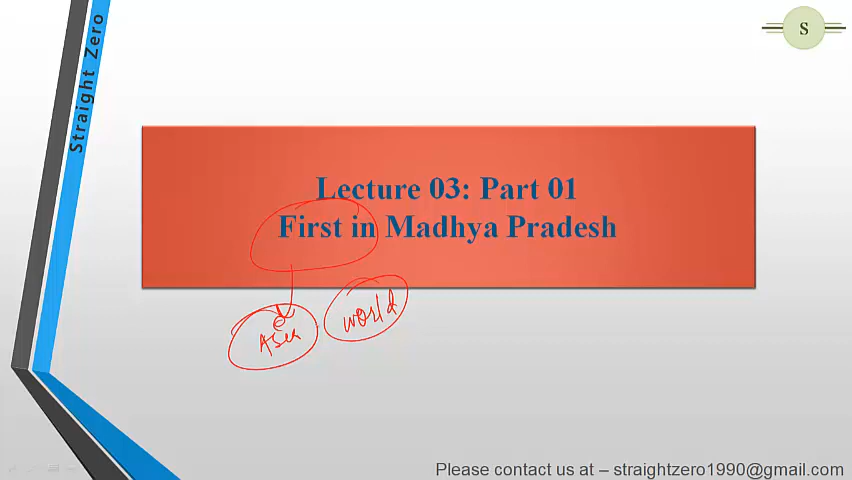 Straight Zero
S
Lecture 03: Part 01
First in Madhya Pradesh
Asia
world
Please contact us at – straightzero1990@gmail.com